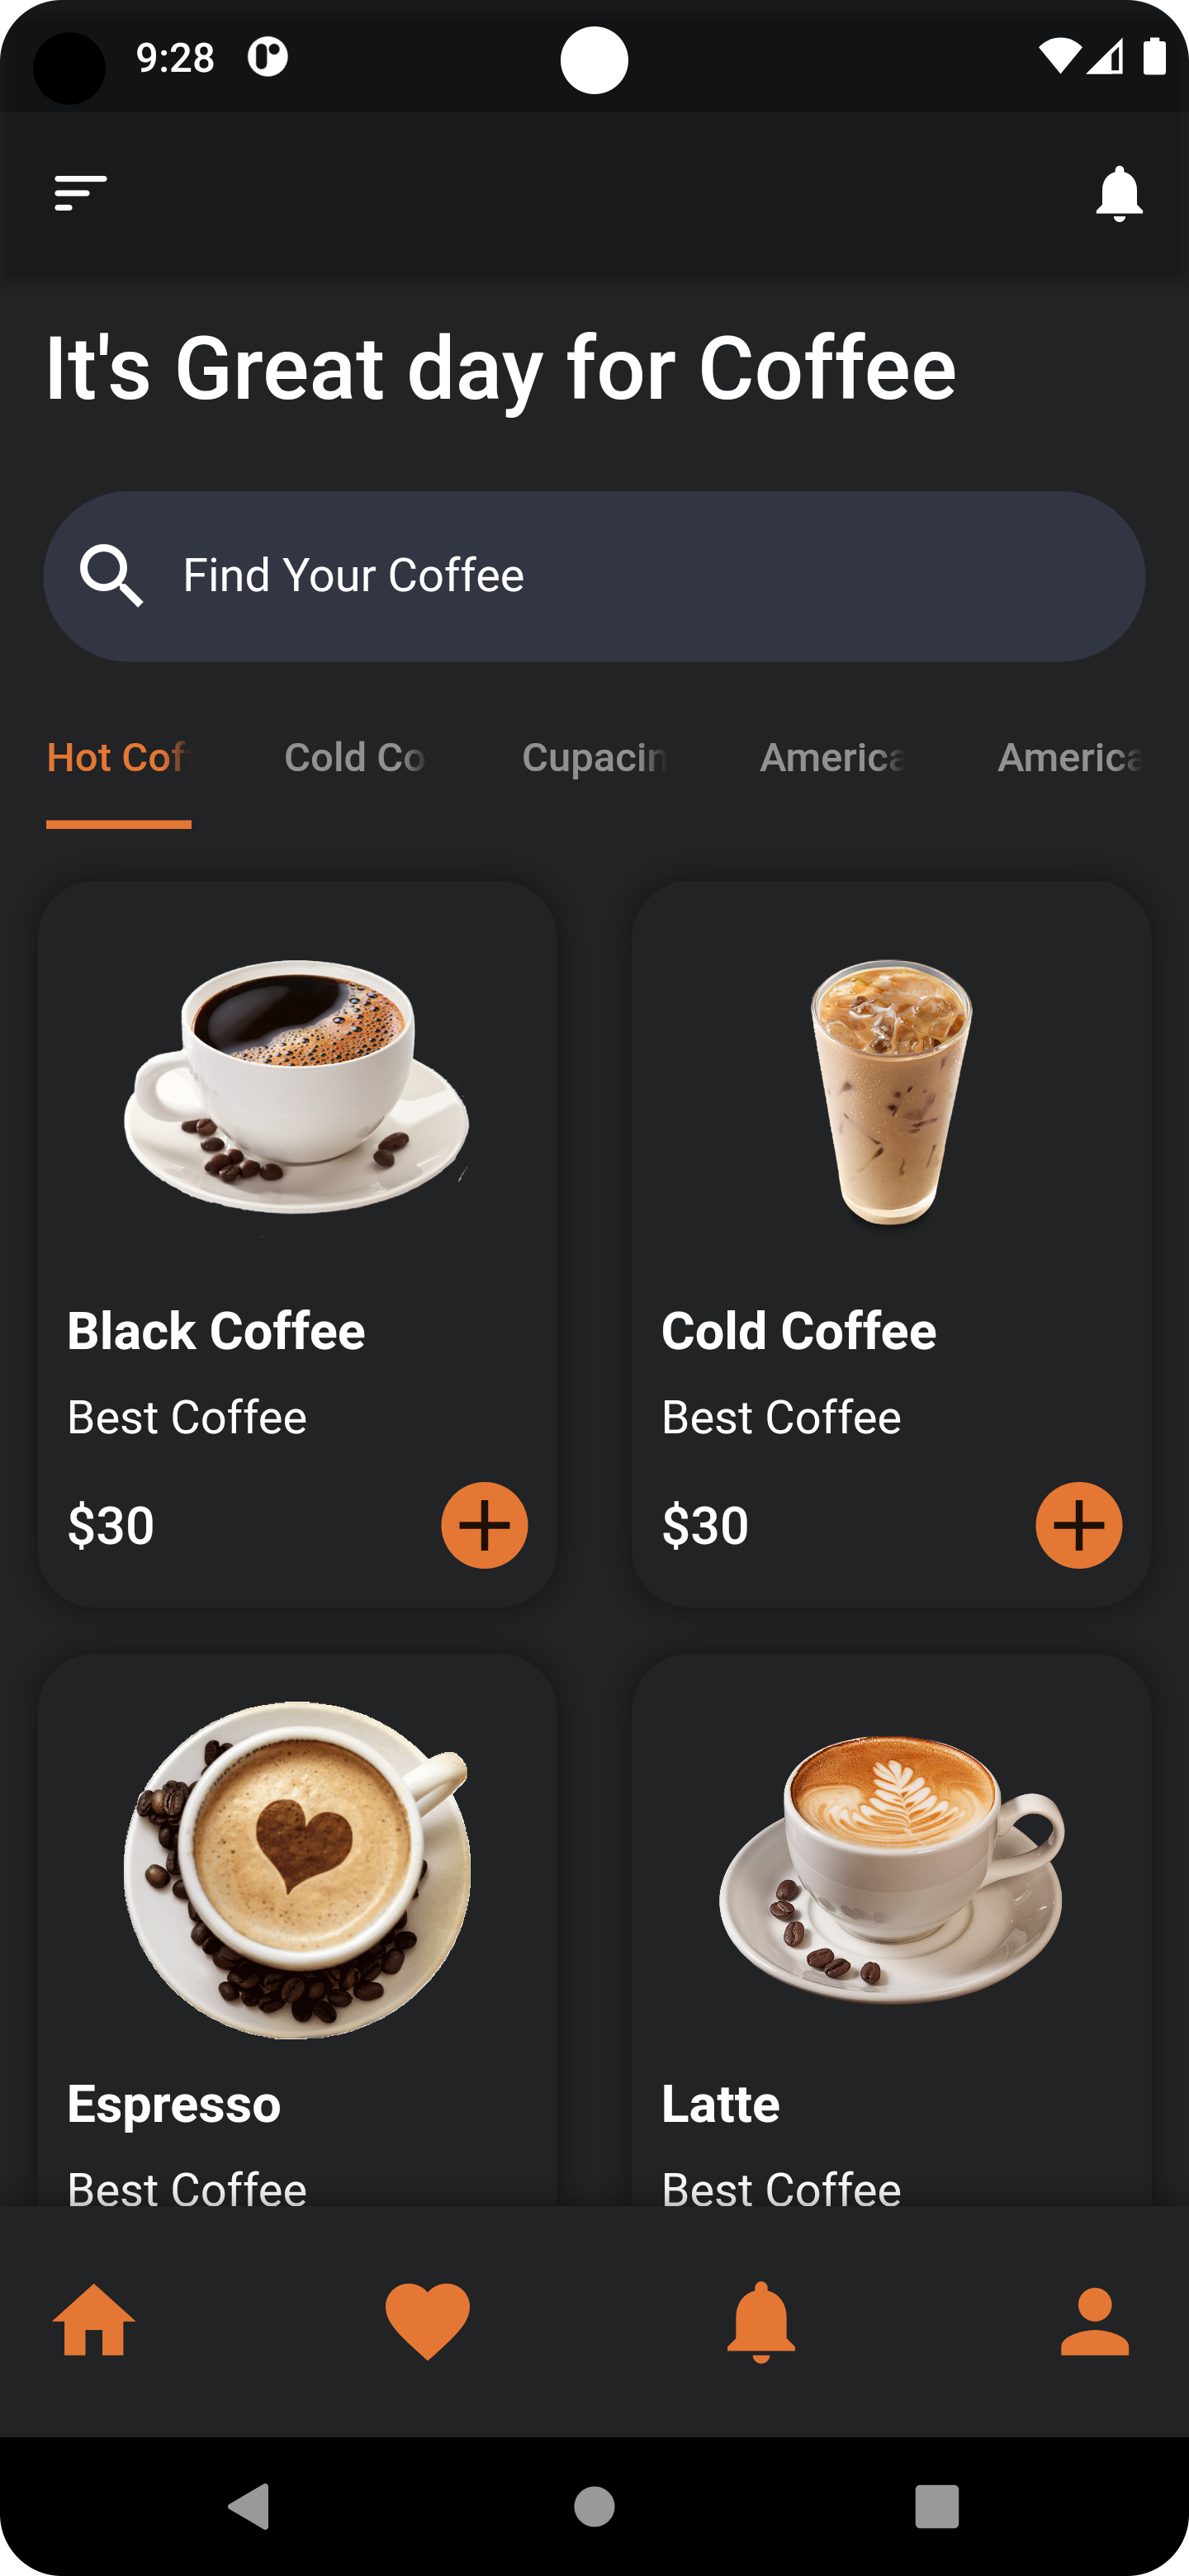 9:28
It's Great day for Coffee
Find Your Coffee
Hot Cof Cold Co Cupacin America America
Black Coffee Cold Coffee
Best Coffee Best Coffee
$30 $30
Espresso Latte
Best Coffee Best Coffee